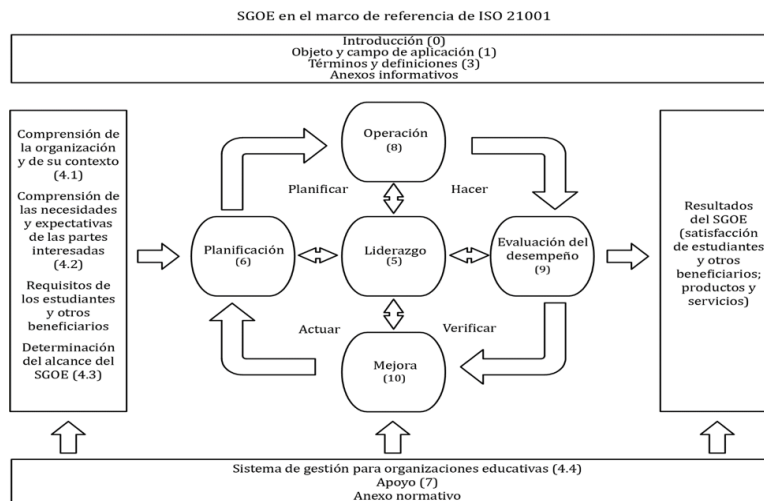 SGOE en el marco de referencia de ISO 21001
Introducción (0)
Objeto y campo de aplicación (1)
Términos y definiciones (3)
Anexos informativos
Comprensión de
la organización
y de su contexto
(4.1)
Comprensión de
las necesidades
y expectativas
de las partes
interesadas
(4.2)
Requisitos de
los estudiantes
y otros
beneficiarios
Determinación
del alcance del
SGOE (4.3)
Operación
(8)
Planificar
Hacer
Planificación
(6)
Liderazgo
(5)
Evaluación del
desempeño
(9)
Actuar
Verificar
Mejora
(10)
Resultados
del SGOE
(satisfacción
de estudiantes
y otros
beneficiarios;
productos y
servicios)
Sistema de gestión para organizaciones educativas (4.4)
Apoyo (7)
Anexo normativo